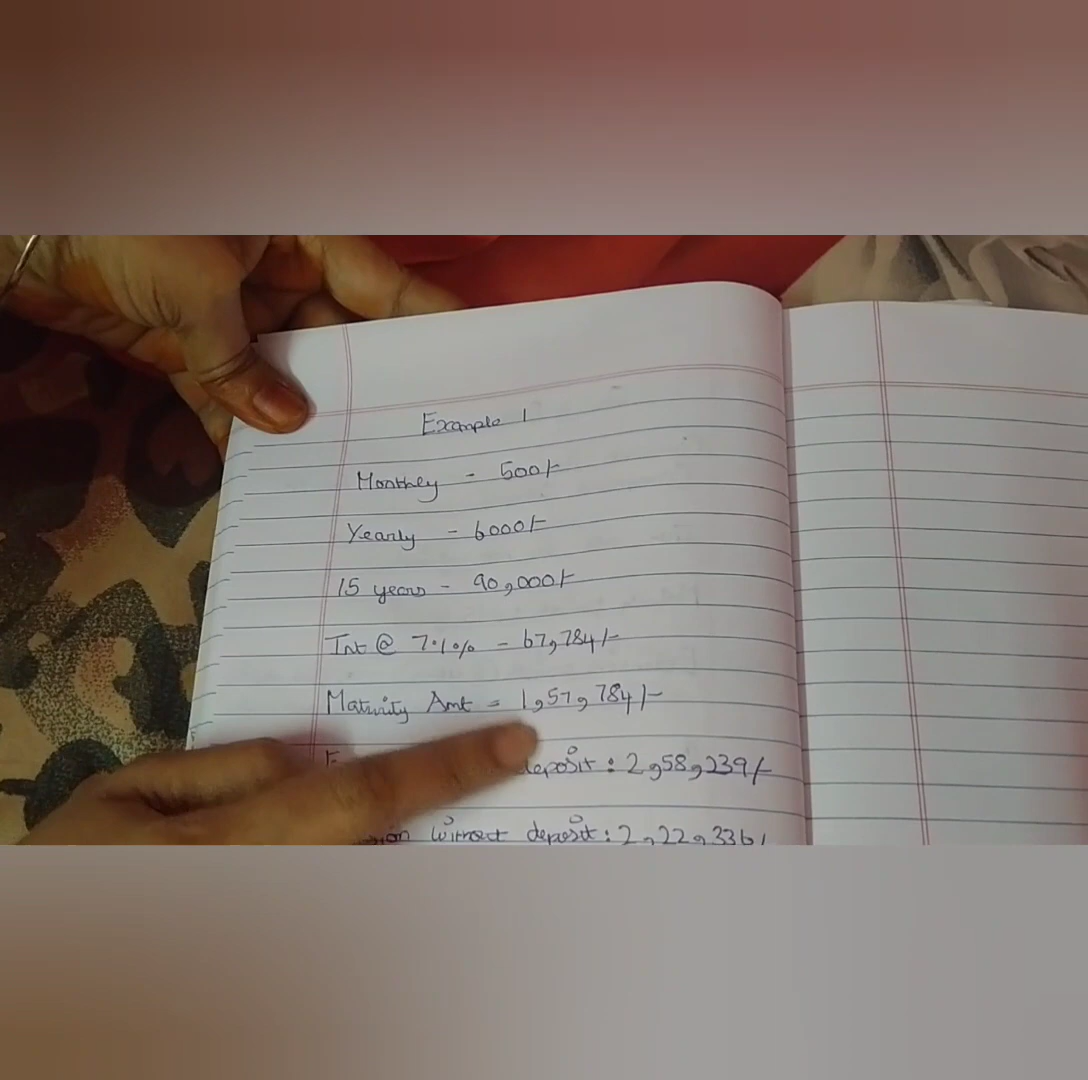 Example 1
Monthly - 500/-
Yearly - 6000/-
15 years - 90,000/-
Int @ 7.1% - 67,784/-
Maturity Amt = 1,57,784/-
deposit : 2,58,239/-
without deposit : 2,22,336/